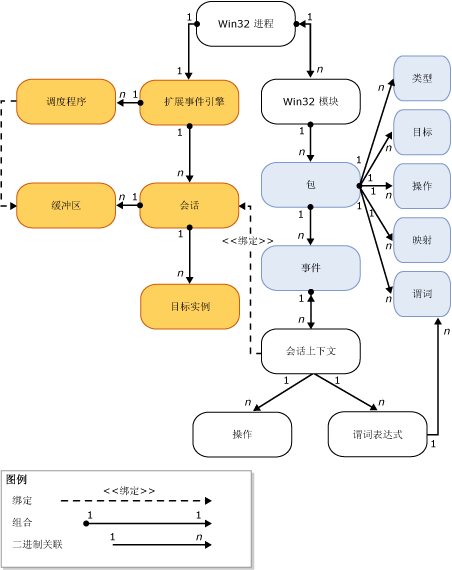 Win32 进程
1
1
1
n
调度程序
n
1
扩展事件引擎
Win32 模块
类型
1
1
n
目标
n
n
n
缓冲区
n
1
会话
包
1
1
1
1
1
n
操作
n
映射
n
谓词
n
1
1
<<绑定>>
n
事件
n
目标实例
1
n
会话上下文
1
1
n
n
操作
谓词表达式
1
n
图例
绑定
<<绑定>>
组合
1
1
二进制关联
1
n